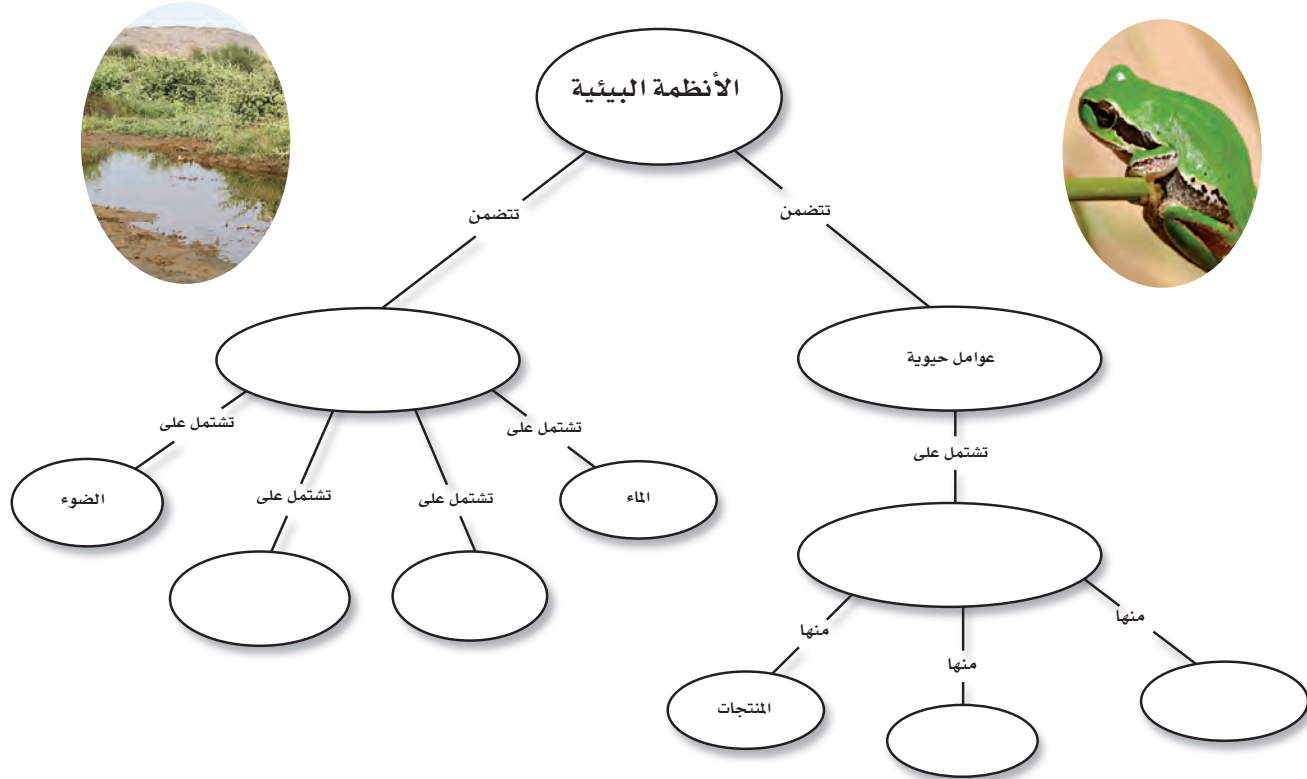 الأنظمة البيئية
تتضمن
تتضمن
عوامل حيوية
تشتمل على
تشتمل على
تشتمل على
الضوء
تشتمل على
تشتمل على
الماء
منها
منها
منها
المنتجات